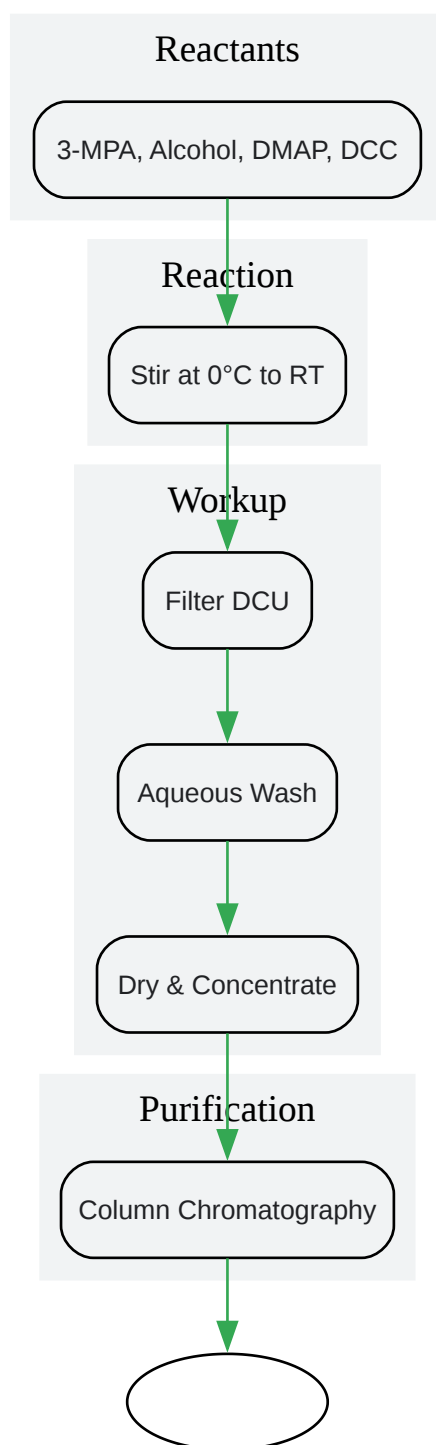 Reactants
3-MPA, Alcohol, DMAP, DCC
Reaction
Stir at 0°C to RT
Workup
Filter DCU
Aqueous Wash
Dry & Concentrate
Purification
Column Chromatography